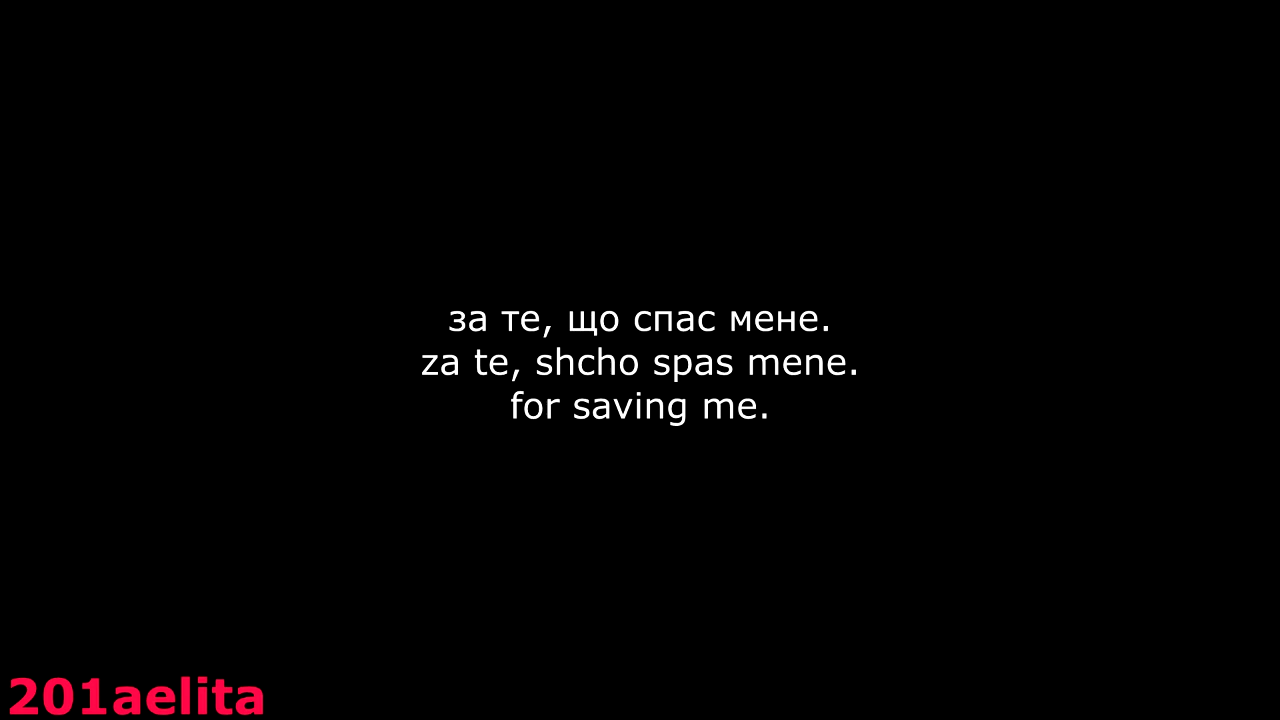 за те, що спас мене.
za te, shcho spas mene.
for saving me.
201aelita